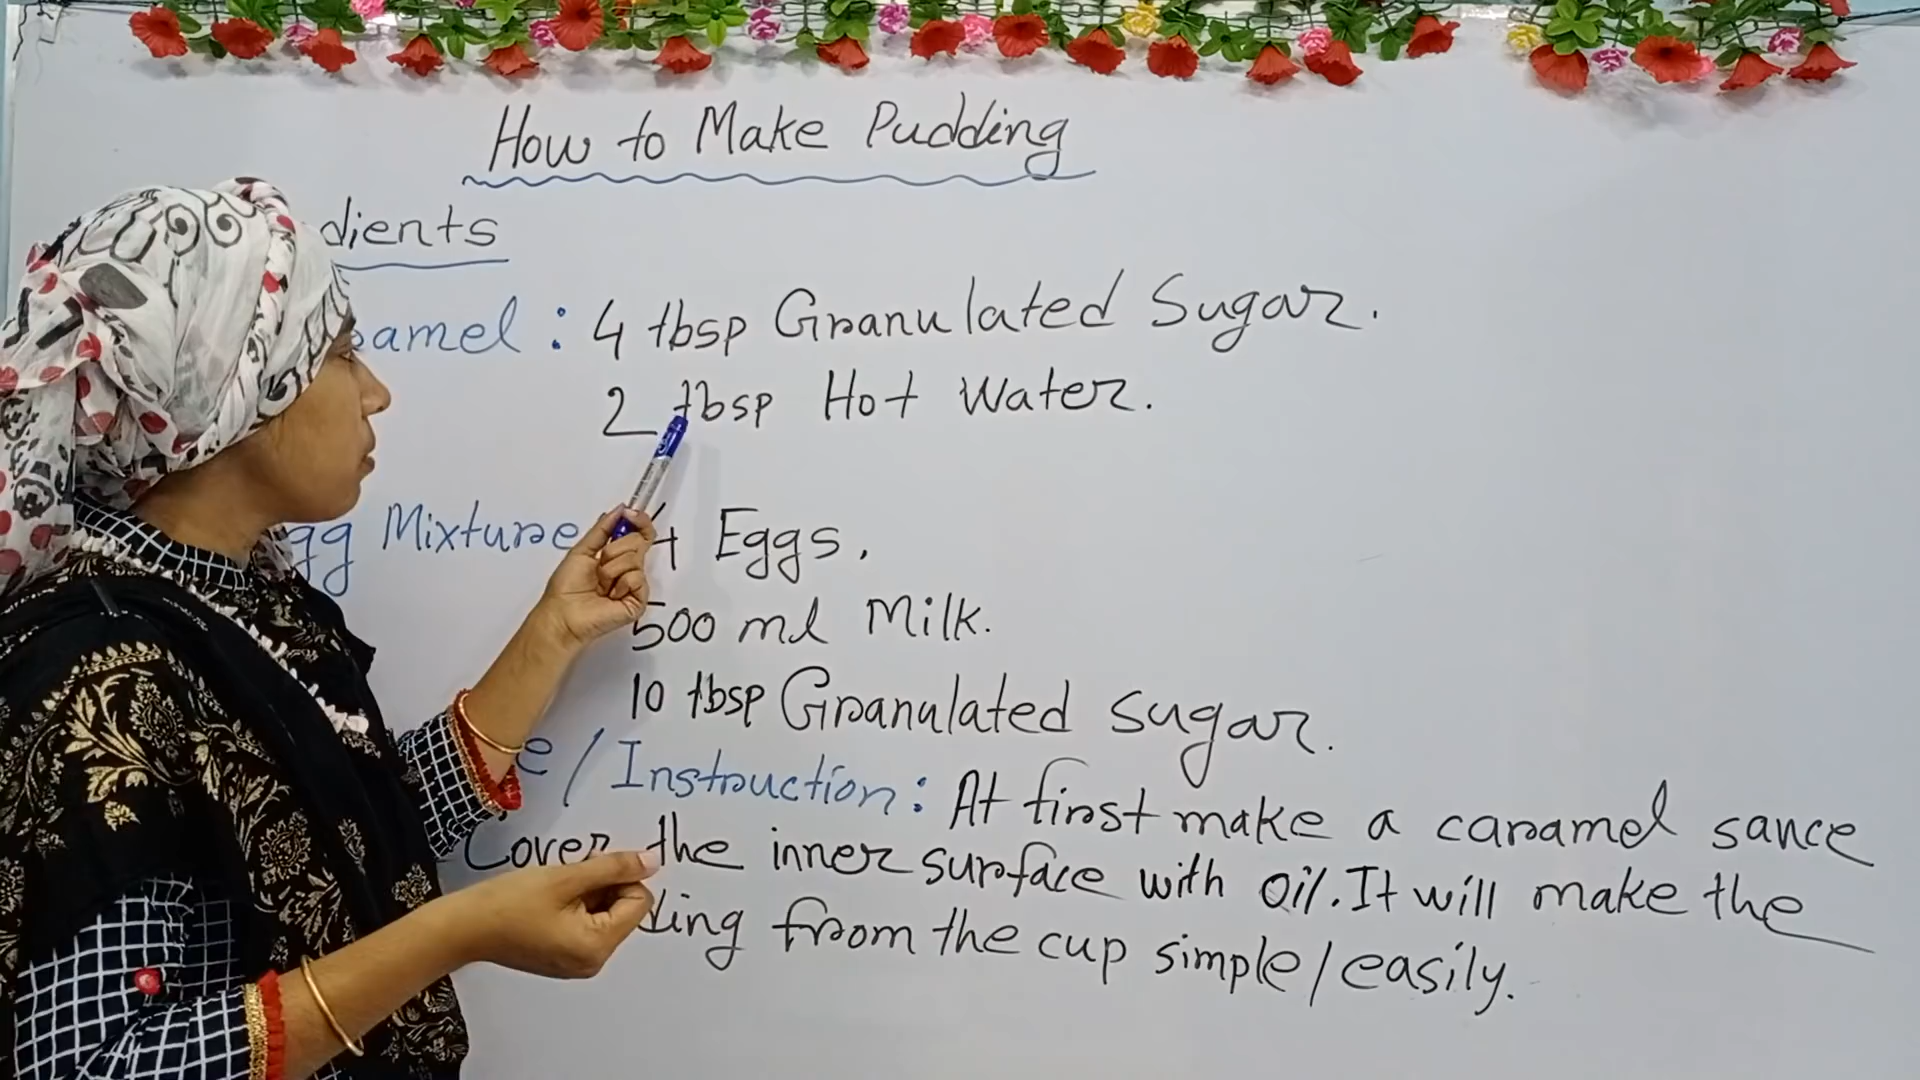 How to Make Pudding
dients
amel : 4 tbsp Granulated Sugar.
2 tbsp Hot Water.
gg Mixture 4 Eggs.
500 ml Milk.
10 tbsp Granulated Sugar.
e/Instruction: At first make a caramel sance
Cover the inner surface with oil. It will make the
ding from the cup simple/easily.